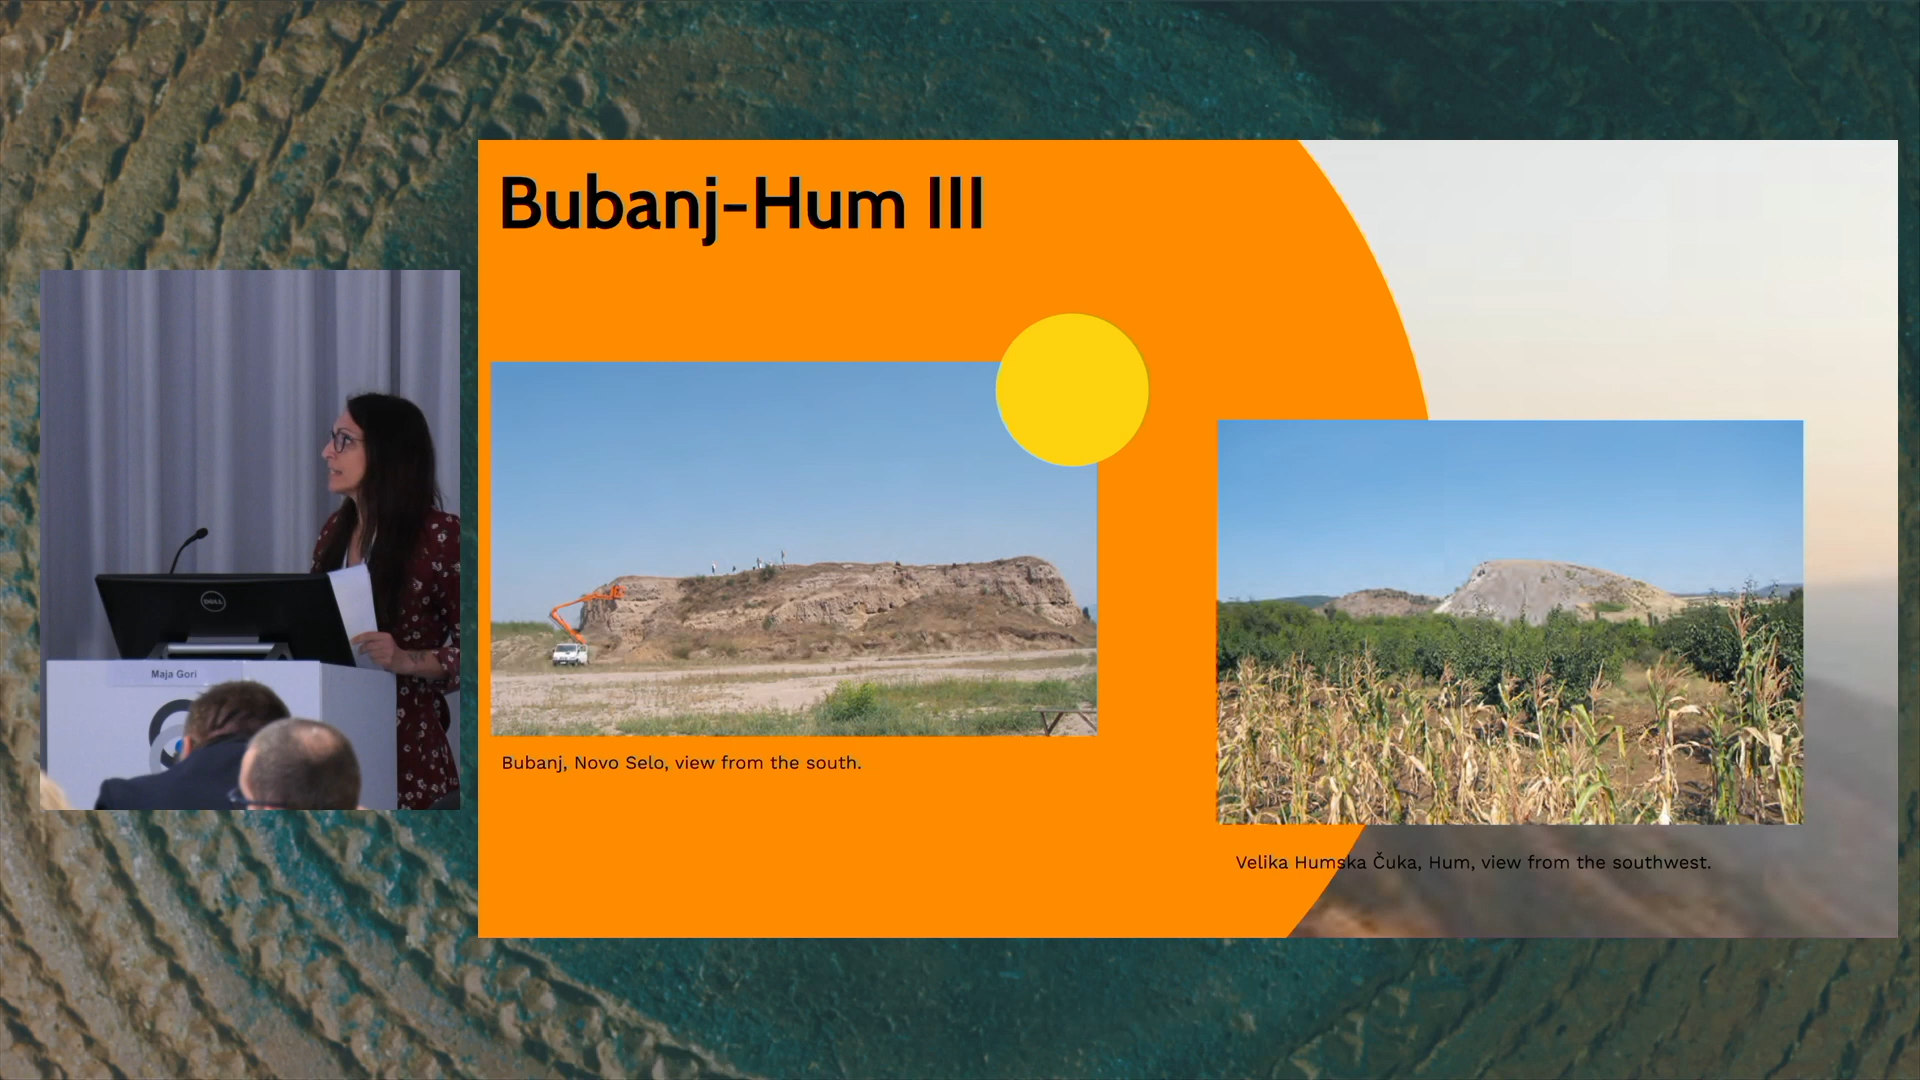 Bubanj-Hum III
Bubanj, Novo Selo, view from the south.
Velika Humska Čuka, Hum, view from the southwest.
DELL
Maja Gori